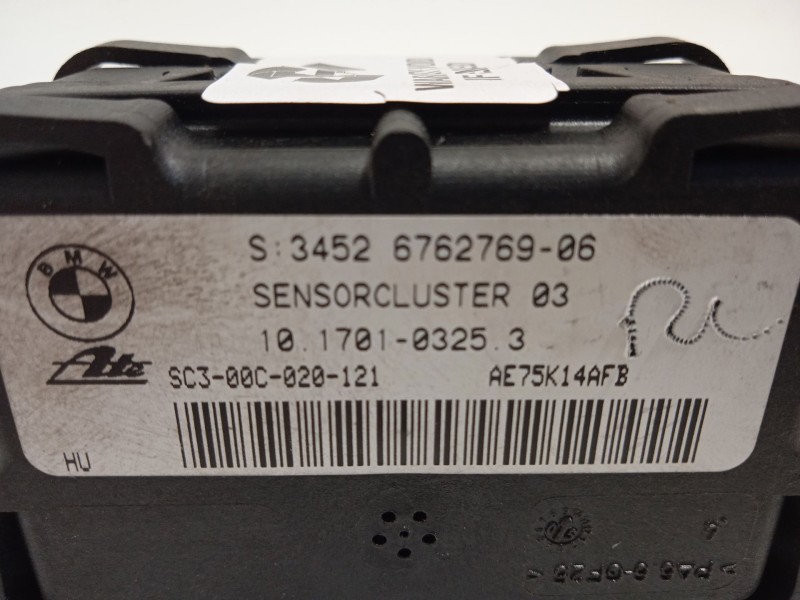 BMW
S:3452 6762769-06
SENSORCLUSTER 03
10.1701-0325.3
Ate
SC3-00C-020-121 AE75K14AFB
HU